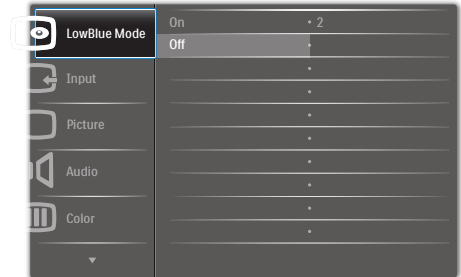 LowBlue Mode
On • 2
Off •
•
Input
•
•
Picture
•
•
Audio
•
•
Color
•
▼